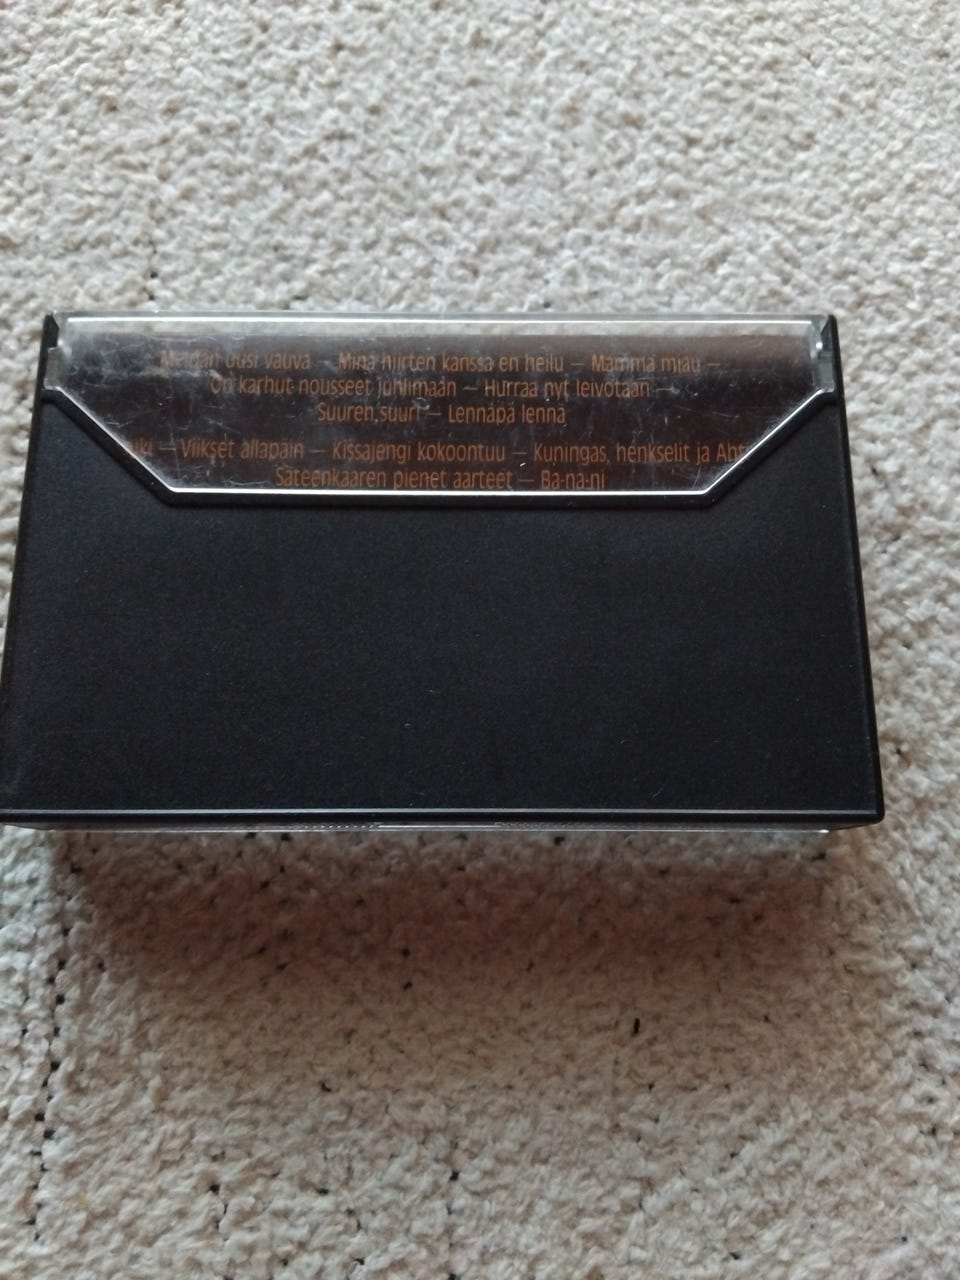 Meidän uusi vauva — Minä hiirten kanssa en heilu — Mamma miau —
On karhut nousseet juhlimaan — Hurraa nyt leivotaan —
Suuren suuri — Lennäpä lennä
— Viikset allapäin — Kissajengi kokoontuu — Kuningas, henkselit ja
Sateenkaaren pienet aarteet — Ba-na-ni